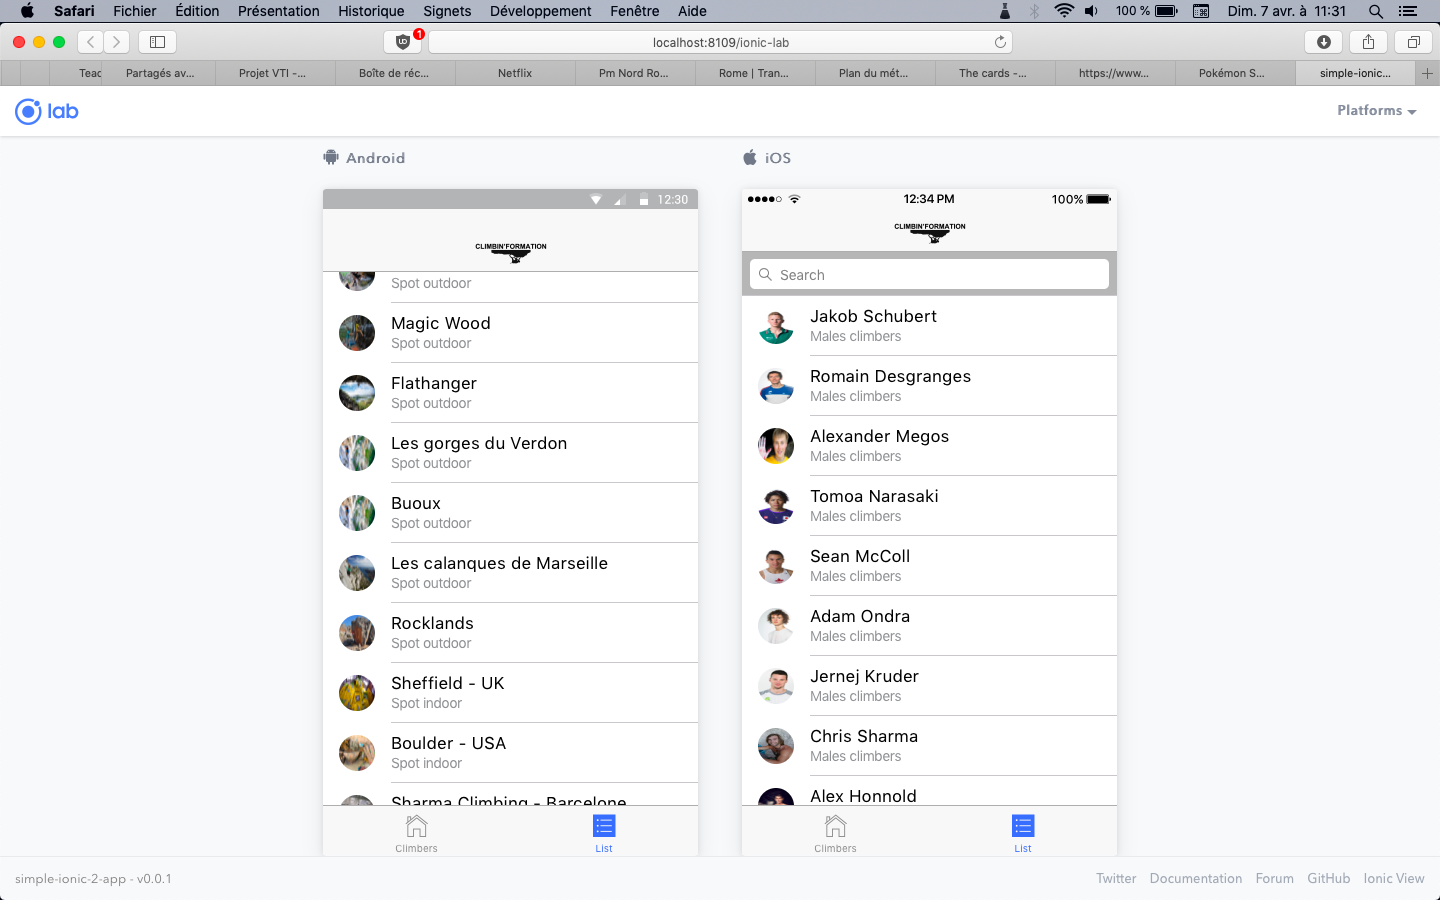 Safari Fichier Édition Présentation Historique Signets Développement Fenêtre Aide 100 % Dim. 7 avr. à 11:31
1
localhost:8109/ionic-lab
Teac Partagés av... Projet VTI -... Boîte de réc... Netflix Pm Nord Ro... Rome | Tran... Plan du mét... The cards -... https://www... Pokémon S... simple-ionic...
lab Platforms
Android
12:30
CLIMBIN'FORMATION
Spot outdoor
Magic Wood
Spot outdoor
Flathanger
Spot outdoor
Les gorges du Verdon
Spot outdoor
Buoux
Spot outdoor
Les calanques de Marseille
Spot outdoor
Rocklands
Spot outdoor
Sheffield - UK
Spot indoor
Boulder - USA
Spot indoor
Sharma Climbing - Barcelone
Climbers List
iOS
12:34 PM 100%
CLIMBIN'FORMATION
Search
Jakob Schubert
Males climbers
Romain Desgranges
Males climbers
Alexander Megos
Males climbers
Tomoa Narasaki
Males climbers
Sean McColl
Males climbers
Adam Ondra
Males climbers
Jernej Kruder
Males climbers
Chris Sharma
Males climbers
Alex Honnold
Climbers List
simple-ionic-2-app - v0.0.1 Twitter Documentation Forum GitHub Ionic View